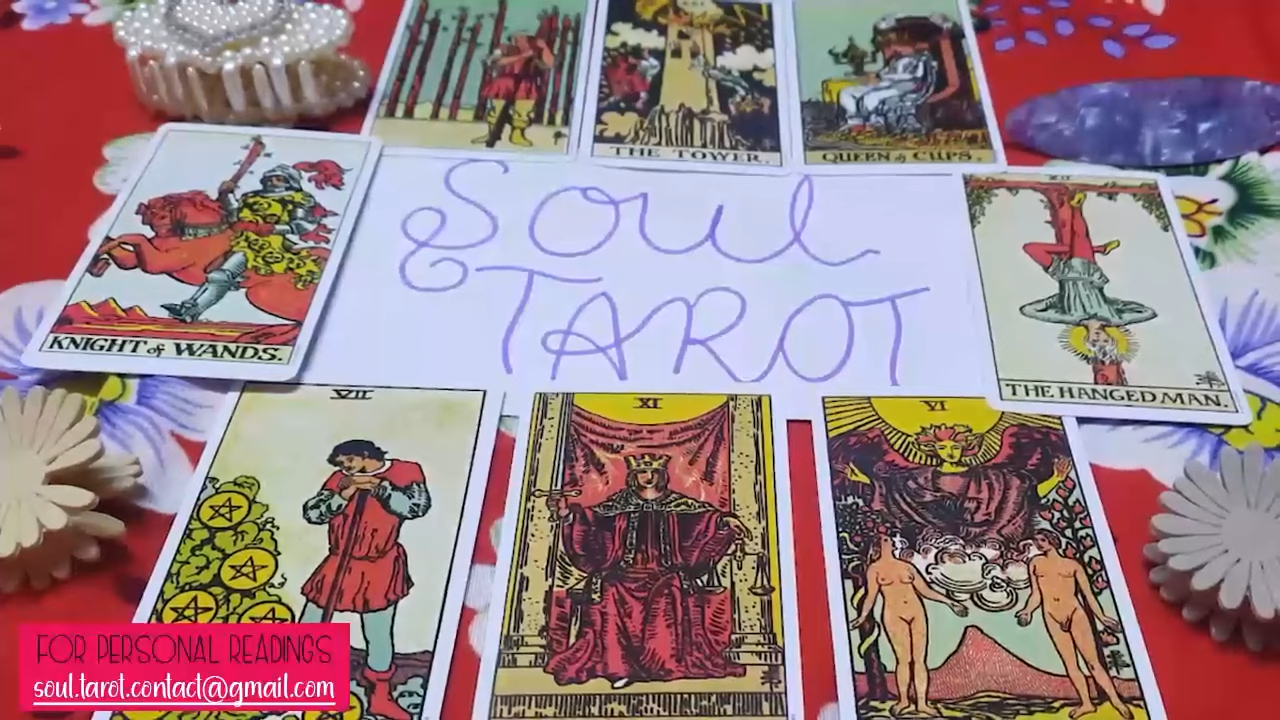 THE TOWER.
QUEEN of CUPS.
Soul
TAROT
KNIGHT of WANDS.
XII
THE HANGED MAN.
VII
XI
VI
FOR PERSONAL READINGS
soul.tarot.contact@gmail.com